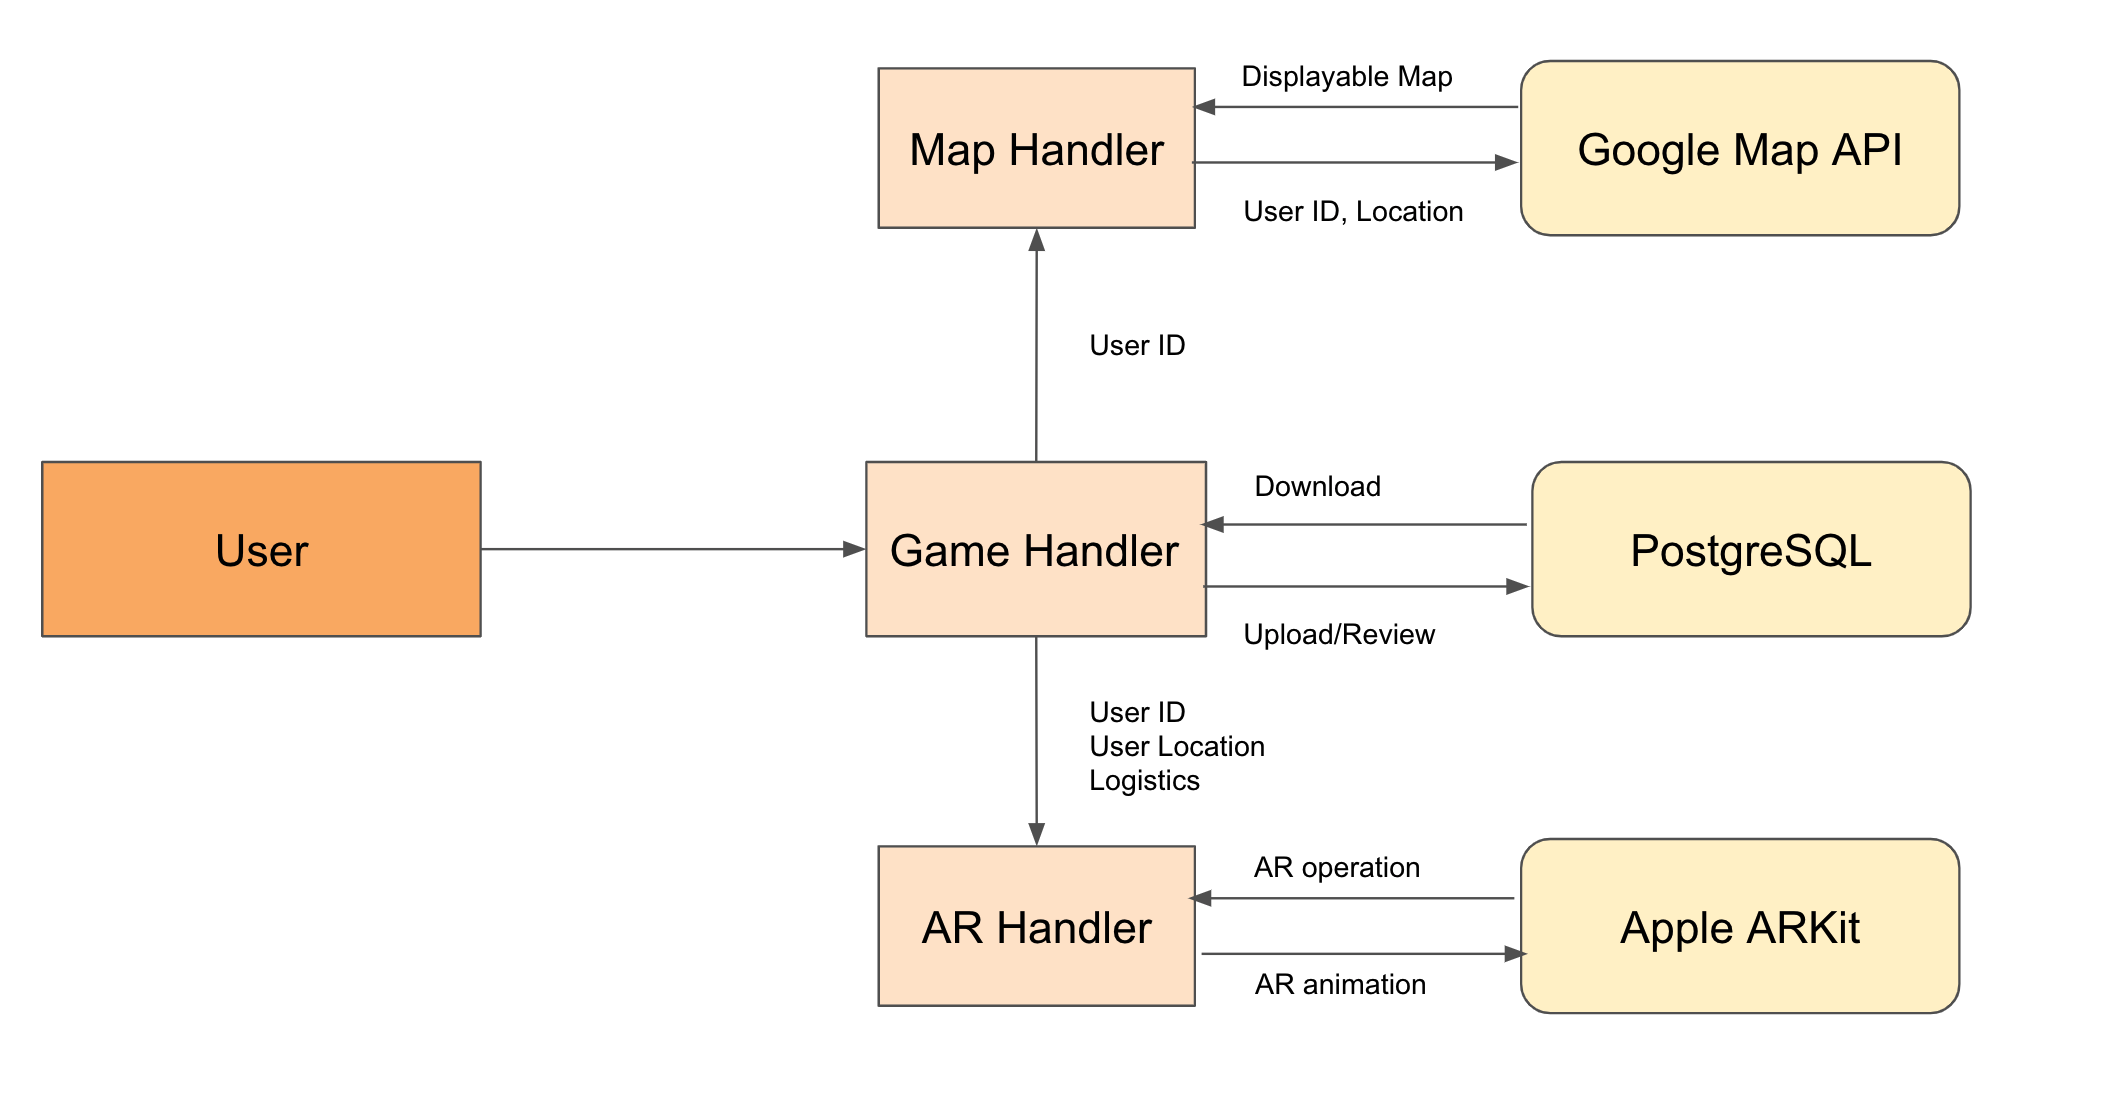 Displayable Map
Map Handler
Google Map API
User ID, Location
User ID
Download
User
Game Handler
PostgreSQL
Upload/Review
User ID
User Location
Logistics
AR operation
AR Handler
Apple ARKit
AR animation